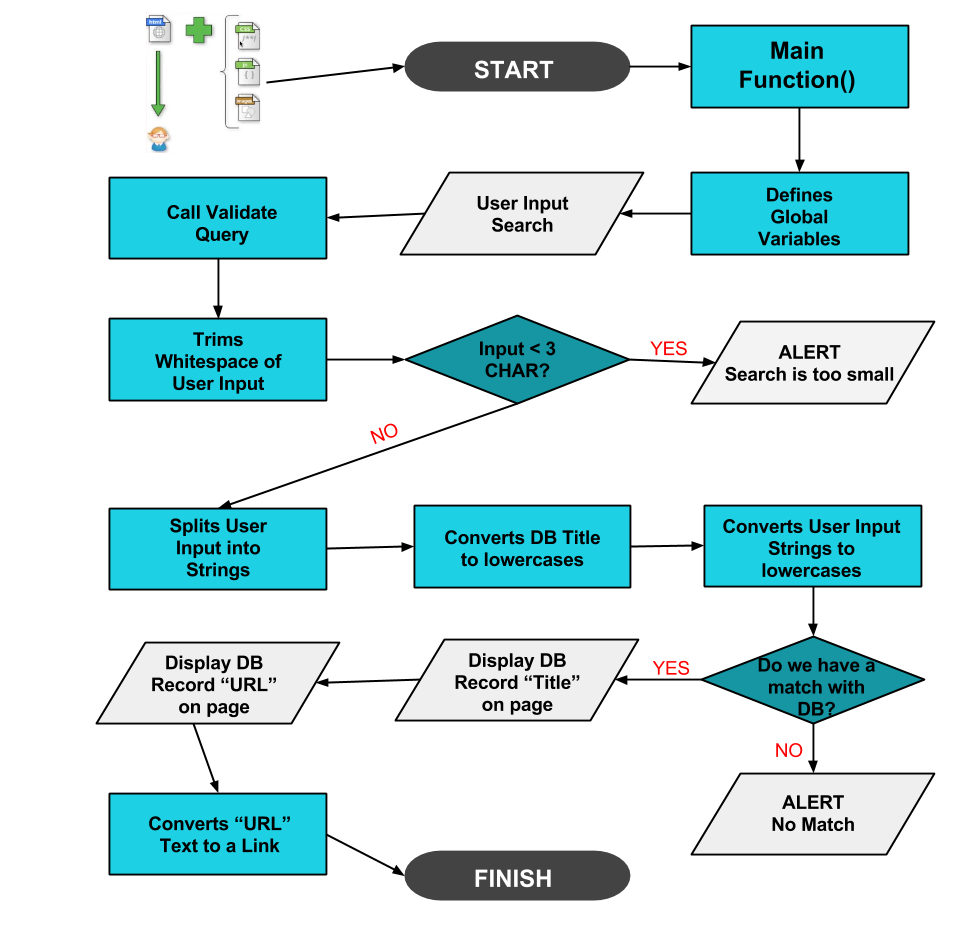 html
START
Main
Function()
Defines
Global
Variables
User Input
Search
Call Validate
Query
Trims
Whitespace of
User Input
Input < 3
CHAR?
YES
ALERT
Search is too small
NO
Splits User
Input into
Strings
Converts DB Title
to lowercases
Converts User Input
Strings to
lowercases
Do we have a
match with
DB?
YES
Display DB
Record “Title”
on page
Display DB
Record “URL”
on page
NO
ALERT
No Match
Converts “URL”
Text to a Link
FINISH